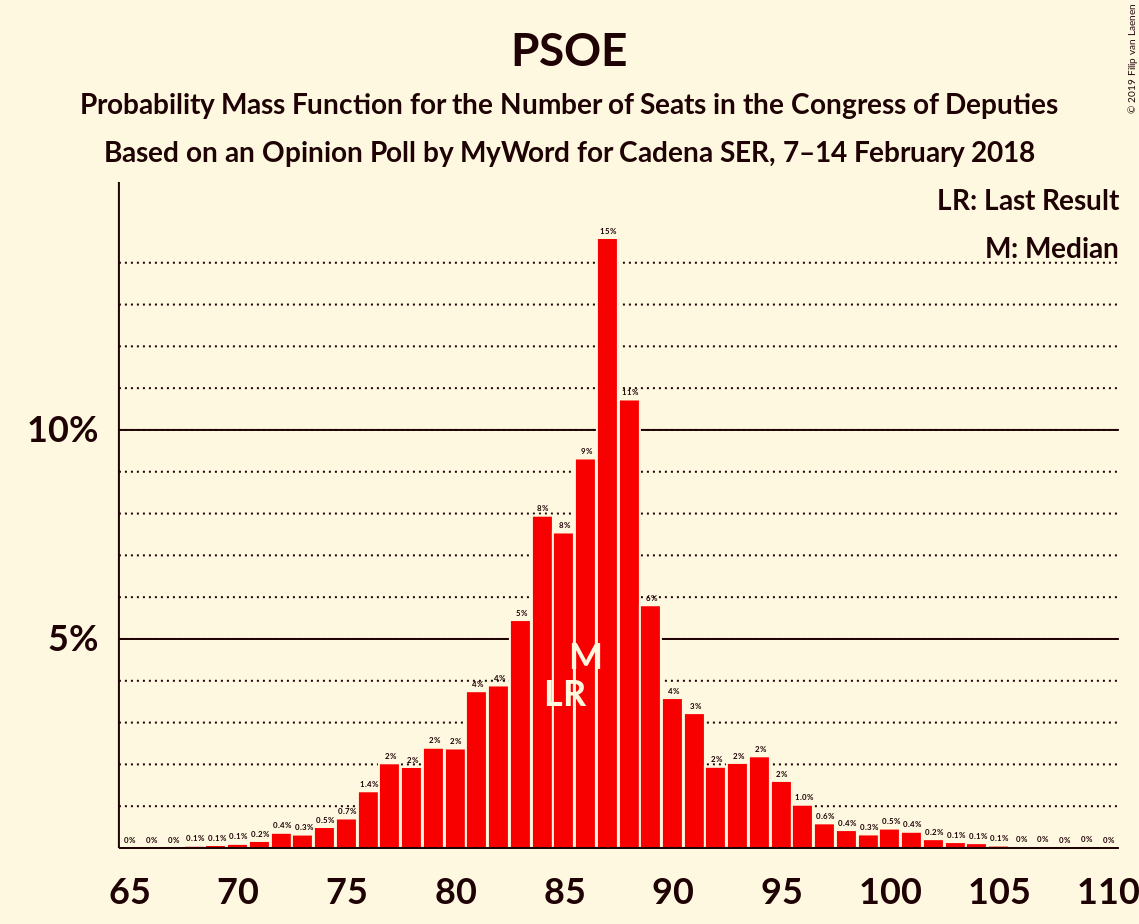 PSOE
Probability Mass Function for the Number of Seats in the Congress of Deputies
Based on an Opinion Poll by MyWord for Cadena SER, 7–14 February 2018
© 2019 Filip van Laenen
LR: Last Result
M: Median
10%
5%
0% 0% 0% 0.1% 0.1% 0.1% 0.2% 0.4% 0.3% 0.5% 0.7% 1.4% 2% 2% 2% 2% 4% 4% 5% 8% 8% 9% 15% 11% 6% 4% 3% 2% 2% 2% 2% 1.0% 0.6% 0.4% 0.3% 0.5% 0.4% 0.2% 0.1% 0.1% 0.1% 0% 0% 0% 0% 0%
M
LR
65 70 75 80 85 90 95 100 105 110